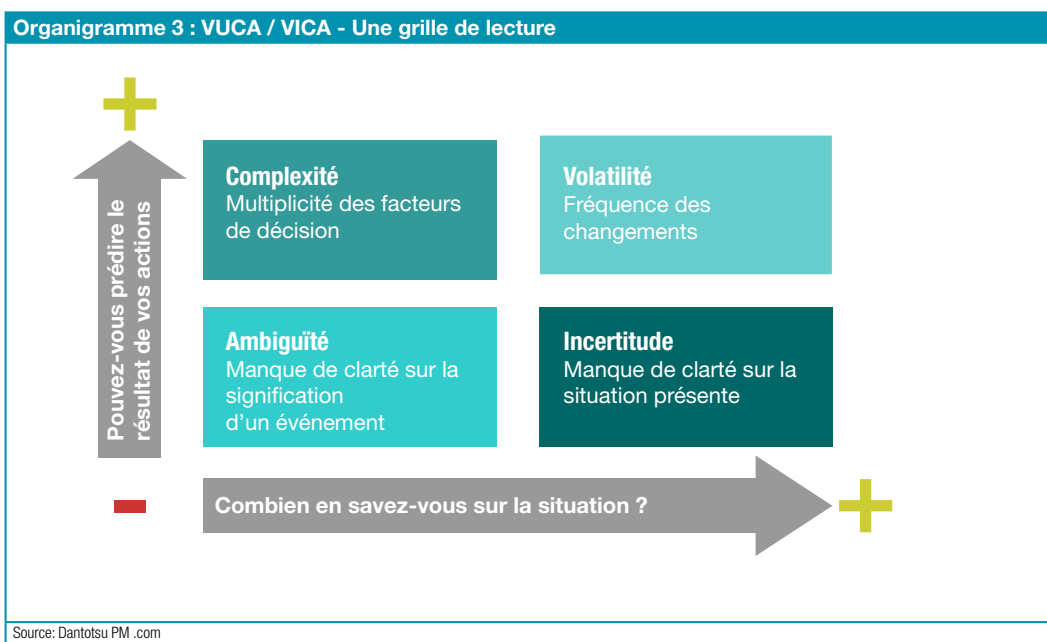 Organigramme 3 : VUCA / VICA - Une grille de lecture
+
Pouvez-vous prédire le
résultat de vos actions
Complexité
Multiplicité des facteurs
de décision
Volatilité
Fréquence des
changements
Ambiguïté
Manque de clarté sur la
signification
d'un événement
Incertitude
Manque de clarté sur la
situation présente
-
Combien en savez-vous sur la situation ?
+
Source: Dantotsu PM .com